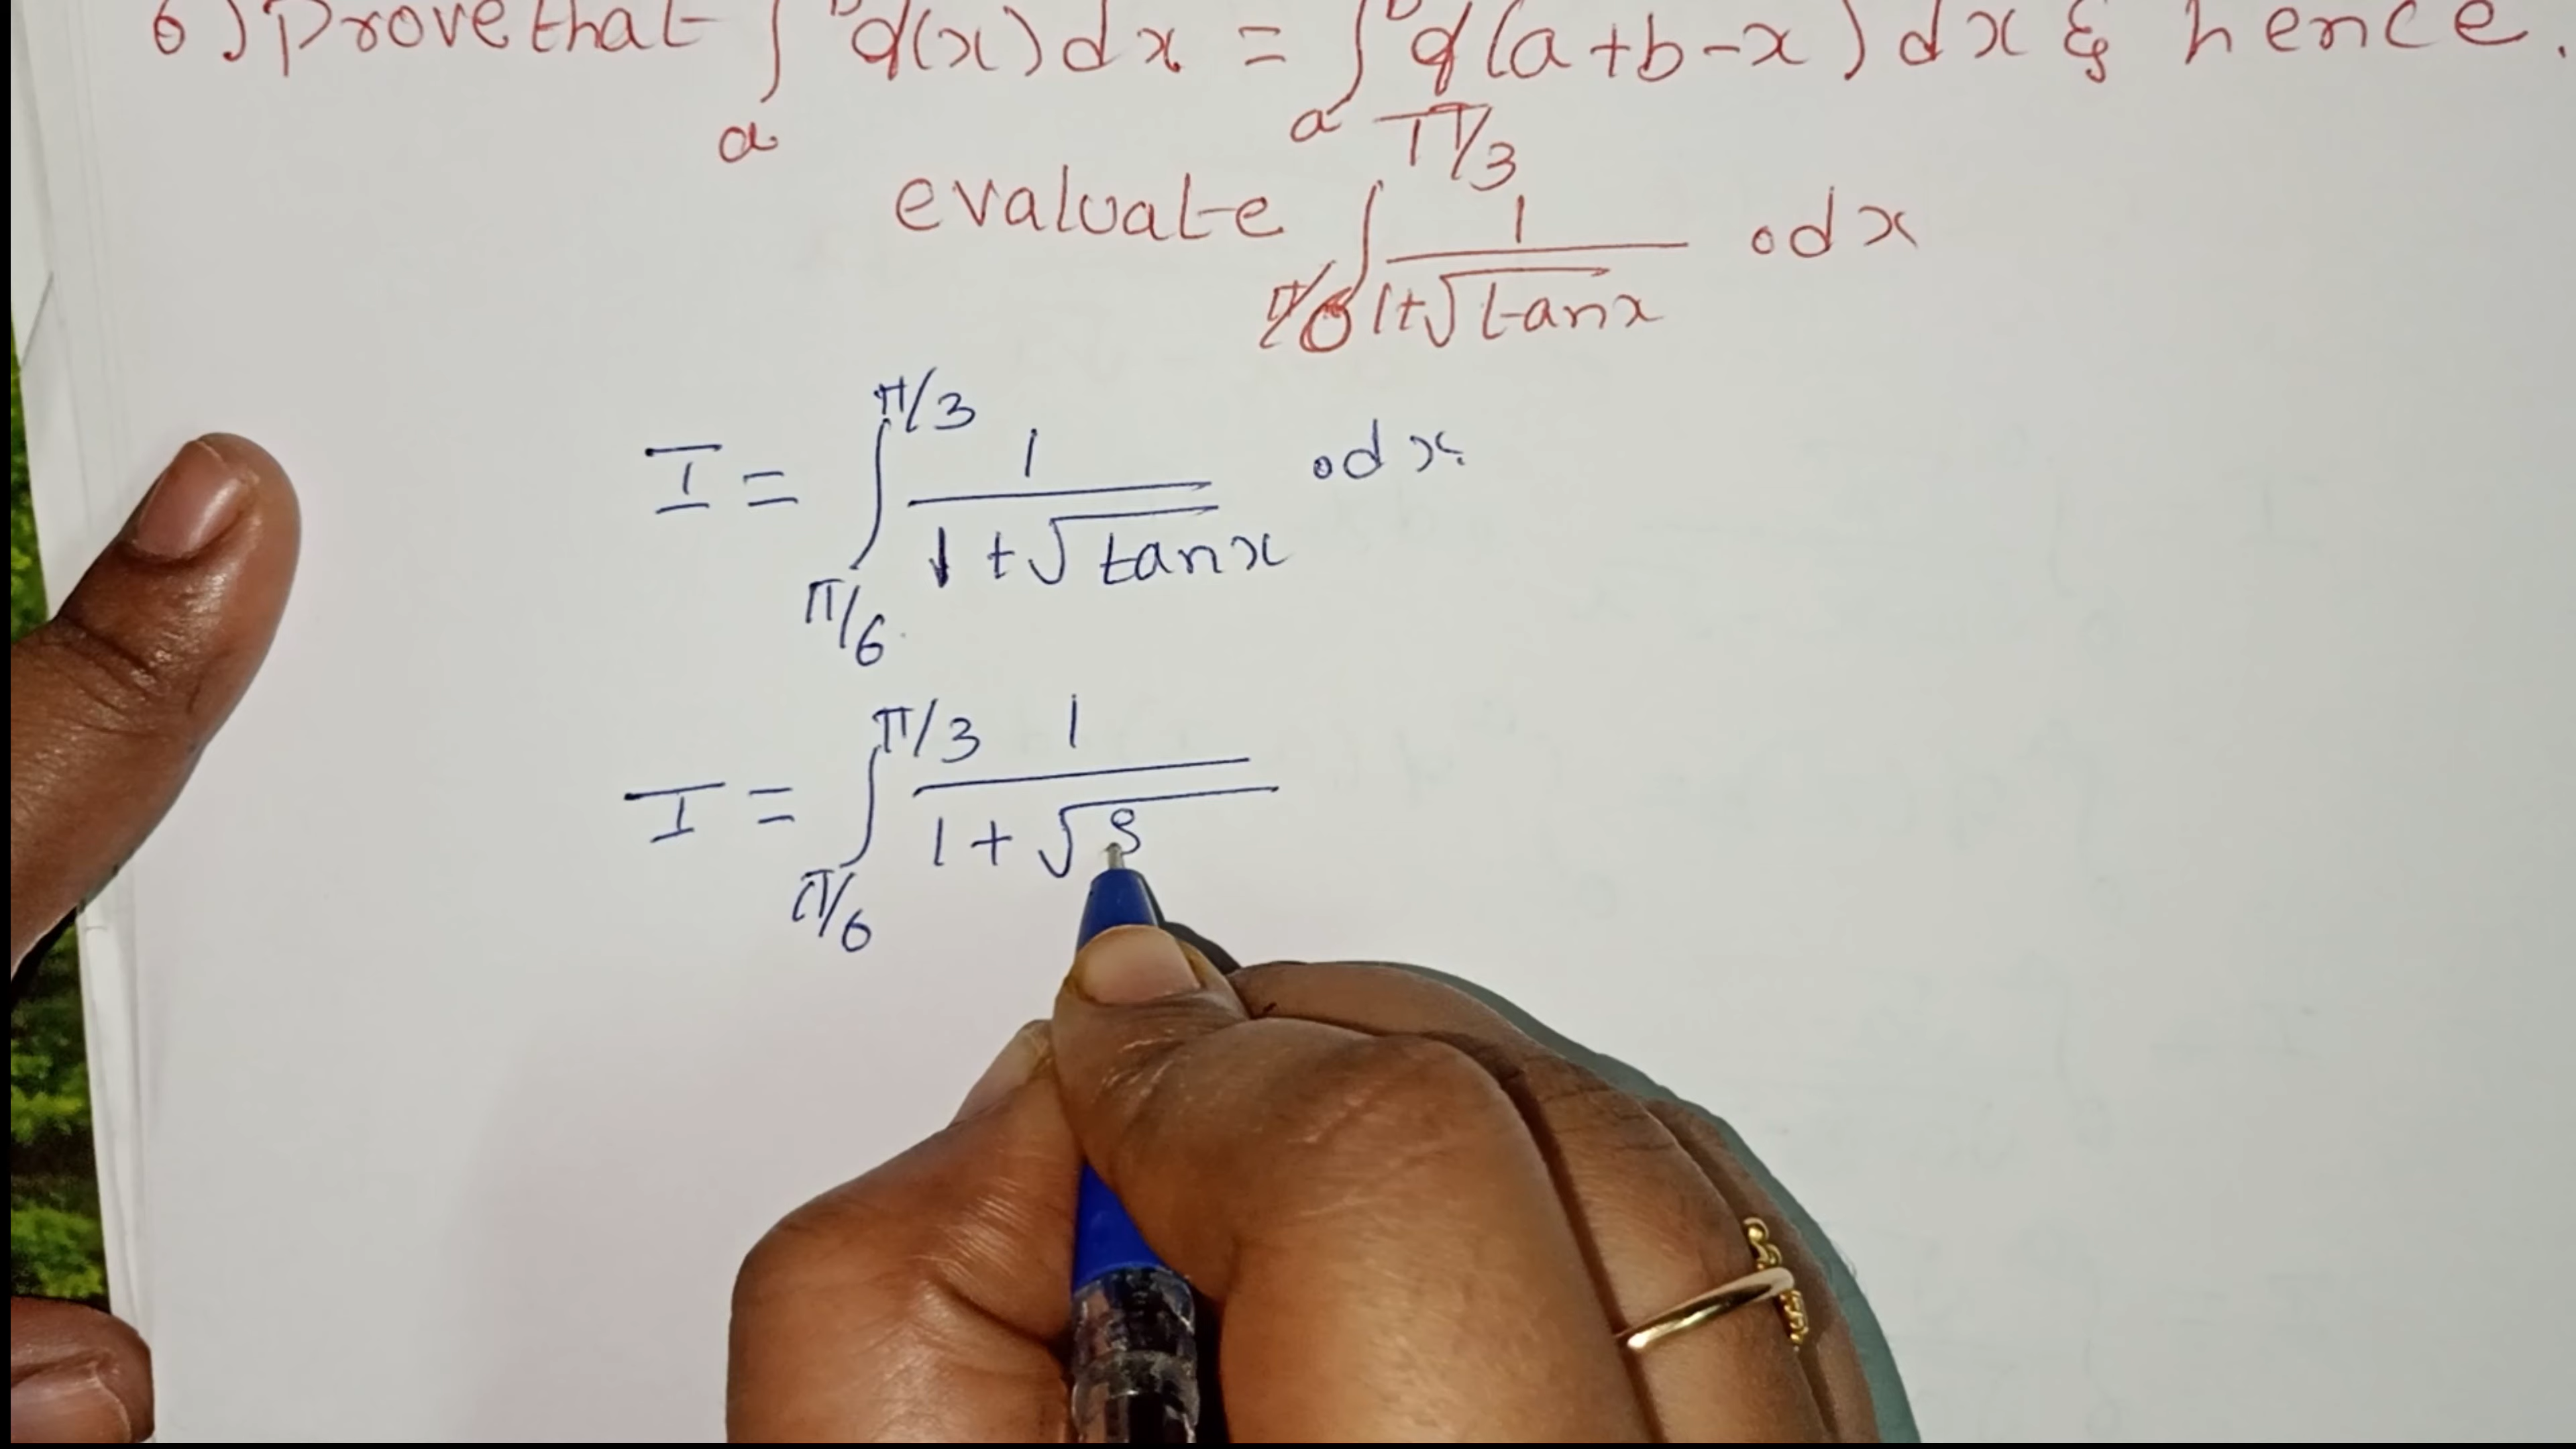 6) Prove that ∫ₐᵇ f(x) dx = ∫ₐᵇ f(a+b-x) dx & hence.
evaluate ∫_{π/6}^{π/3} 1/(1+√tanx) .dx
I = ∫_{π/6}^{π/3} 1/(1+√tanx) .dx.
I = ∫_{π/6}^{π/3} 1/(1+√s